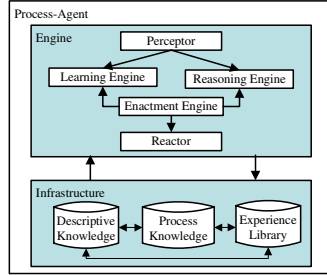 Process-Agent
Engine
Perceptor
Learning Engine
Reasoning Engine
Enactment Engine
Reactor
Infrastructure
Descriptive
Knowledge
Process
Knowledge
Experience
Library